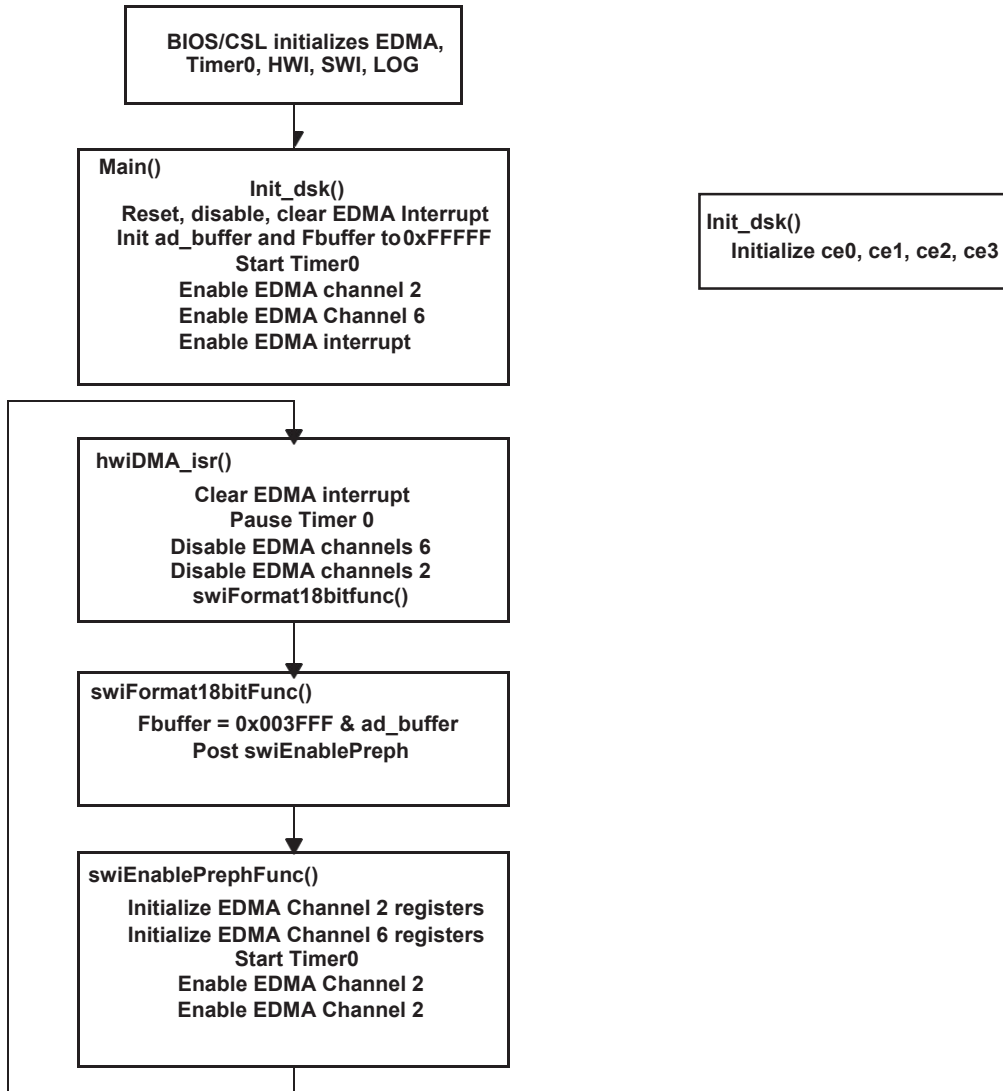 BIOS/CSL initializes EDMA,
Timer0, HWI, SWI, LOG
Main()
Init_dsk()
Reset, disable, clear EDMA Interrupt
Init ad_buffer and Fbuffer to 0xFFFFF
Start Timer0
Enable EDMA channel 2
Enable EDMA Channel 6
Enable EDMA interrupt
Init_dsk()
Initialize ce0, ce1, ce2, ce3
hwiDMA_isr()
Clear EDMA interrupt
Pause Timer 0
Disable EDMA channels 6
Disable EDMA channels 2
swiFormat18bitfunc()
swiFormat18bitFunc()
Fbuffer = 0x003FFF & ad_buffer
Post swiEnablePreph
swiEnablePrephFunc()
Initialize EDMA Channel 2 registers
Initialize EDMA Channel 6 registers
Start Timer0
Enable EDMA Channel 2
Enable EDMA Channel 2